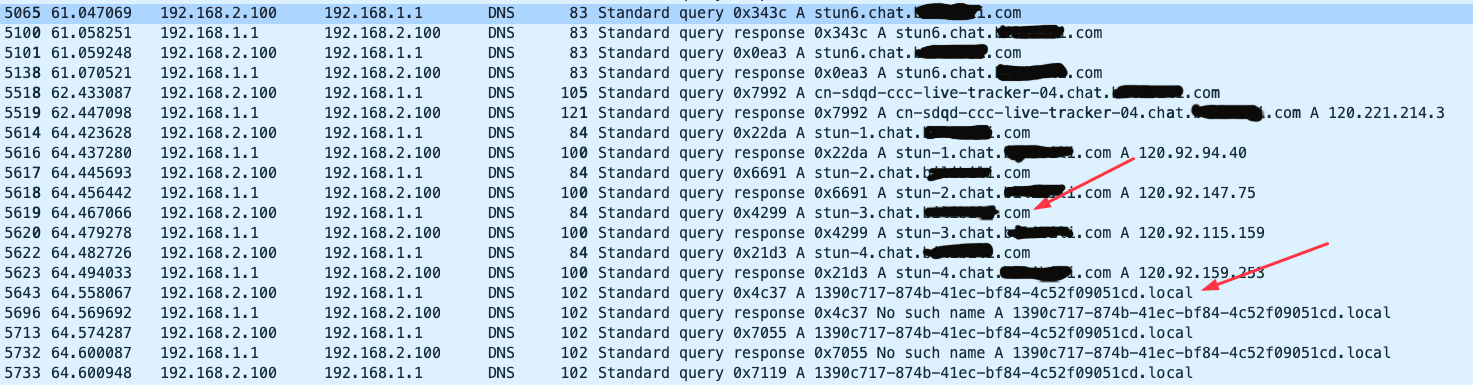 5065 61.047069 192.168.2.100 192.168.1.1 DNS 83 Standard query 0x343c A stun6.chat. i.com
5100 61.058251 192.168.1.1 192.168.2.100 DNS 83 Standard query response 0x343c A stun6.chat. .com
5101 61.059248 192.168.2.100 192.168.1.1 DNS 83 Standard query 0x0ea3 A stun6.chat. .com
5138 61.070521 192.168.1.1 192.168.2.100 DNS 83 Standard query response 0x0ea3 A stun6.chat. .com
5518 62.433087 192.168.2.100 192.168.1.1 DNS 105 Standard query 0x7992 A cn-sdqd-ccc-live-tracker-04.chat. .com
5519 62.447098 192.168.1.1 192.168.2.100 DNS 121 Standard query response 0x7992 A cn-sdqd-ccc-live-tracker-04.chat. i.com A 120.221.214.3
5614 64.423628 192.168.2.100 192.168.1.1 DNS 84 Standard query 0x22da A stun-1.chat. .com
5616 64.437280 192.168.1.1 192.168.2.100 DNS 100 Standard query response 0x22da A stun-1.chat. i.com A 120.92.94.40
5617 64.445693 192.168.2.100 192.168.1.1 DNS 84 Standard query 0x6691 A stun-2.chat. .com
5618 64.456442 192.168.1.1 192.168.2.100 DNS 100 Standard query response 0x6691 A stun-2.chat. i.com A 120.92.147.75
5619 64.467066 192.168.2.100 192.168.1.1 DNS 84 Standard query 0x4299 A stun-3.chat. .com
5620 64.479278 192.168.1.1 192.168.2.100 DNS 100 Standard query response 0x4299 A stun-3.chat. i.com A 120.92.115.159
5622 64.482726 192.168.2.100 192.168.1.1 DNS 84 Standard query 0x21d3 A stun-4.chat. .com
5623 64.494033 192.168.1.1 192.168.2.100 DNS 100 Standard query response 0x21d3 A stun-4.chat. i.com A 120.92.159.253
5643 64.558067 192.168.2.100 192.168.1.1 DNS 102 Standard query 0x4c37 A 1390c717-874b-41ec-bf84-4c52f09051cd.local
5696 64.569692 192.168.1.1 192.168.2.100 DNS 102 Standard query response 0x4c37 No such name A 1390c717-874b-41ec-bf84-4c52f09051cd.local
5713 64.574287 192.168.2.100 192.168.1.1 DNS 102 Standard query 0x7055 A 1390c717-874b-41ec-bf84-4c52f09051cd.local
5732 64.600087 192.168.1.1 192.168.2.100 DNS 102 Standard query response 0x7055 No such name A 1390c717-874b-41ec-bf84-4c52f09051cd.local
5733 64.600948 192.168.2.100 192.168.1.1 DNS 102 Standard query 0x7119 A 1390c717-874b-41ec-bf84-4c52f09051cd.local